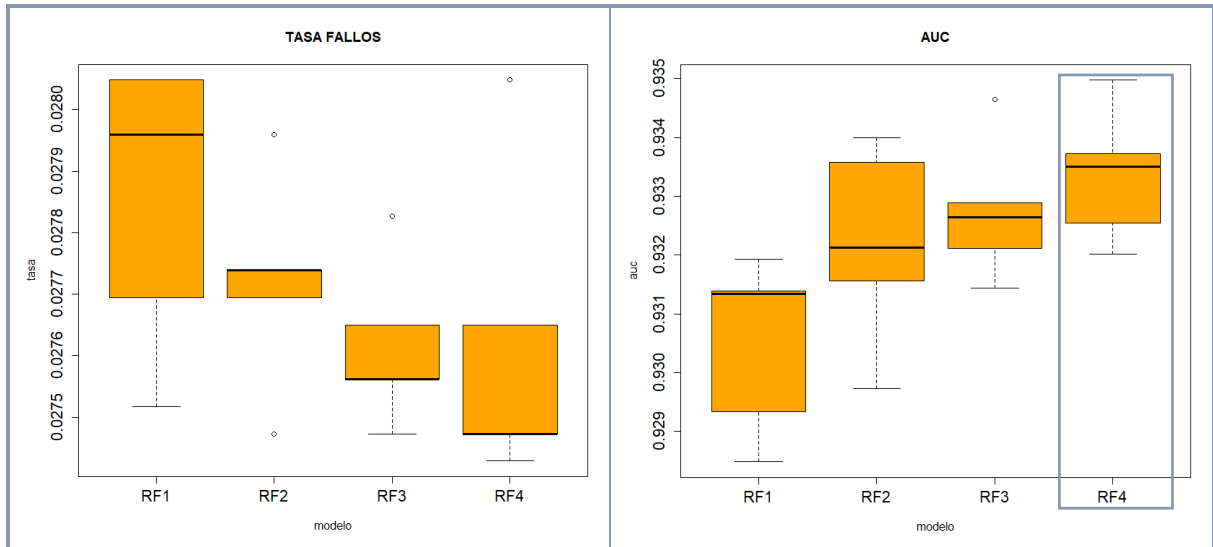 TASA FALLOS
tasa
0.0280
0.0279
0.0278
0.0277
0.0276
0.0275
RF1 RF2 RF3 RF4
modelo
AUC
auc
0.935
0.934
0.933
0.932
0.931
0.930
0.929
RF1 RF2 RF3 RF4
modelo